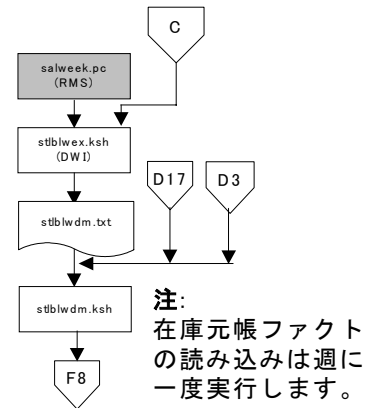 C
salweek.pc
(RMS)
stlblwex.ksh
(DWI)
D17
D3
stlblwdm.txt
stlblwdm.ksh
F8
注:
在庫元帳ファクト
の読み込みは週に
一度実行します。